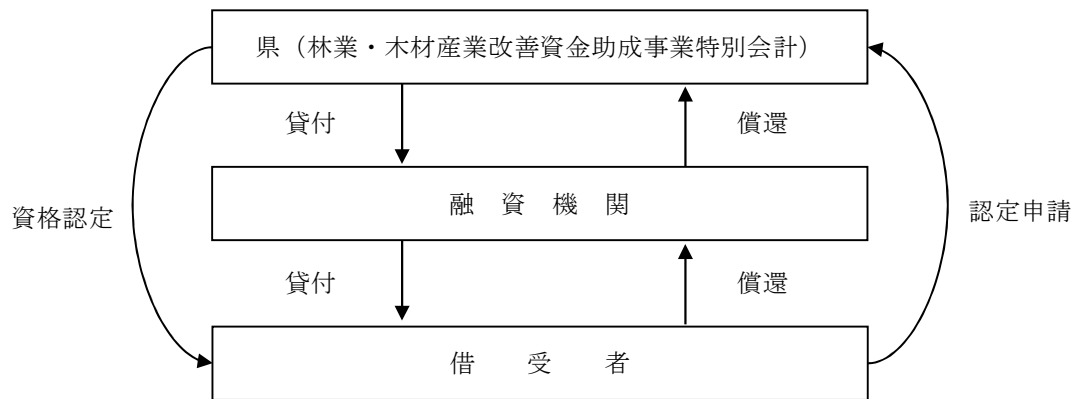 県（林業・木材産業改善資金助成事業特別会計）
貸付
償還
融資機関
資格認定
認定申請
貸付
償還
借受者